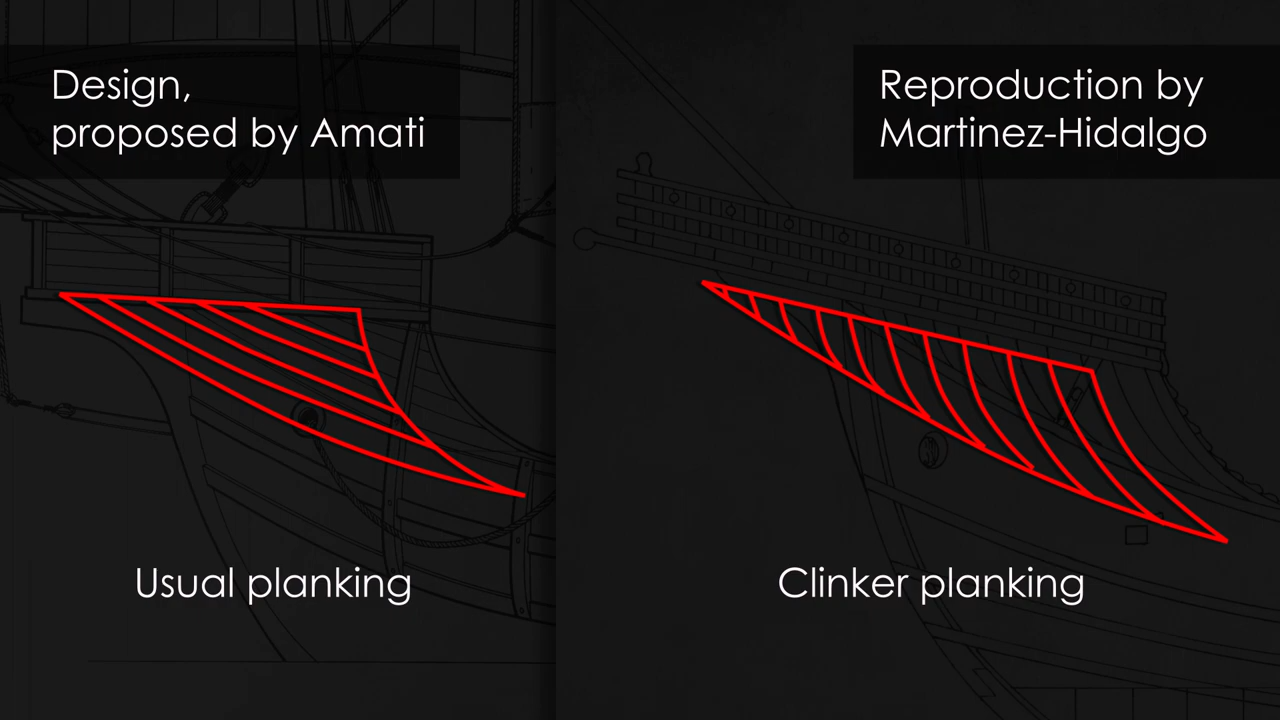 Design,
proposed by Amati
Reproduction by
Martinez-Hidalgo
Usual planking
Clinker planking